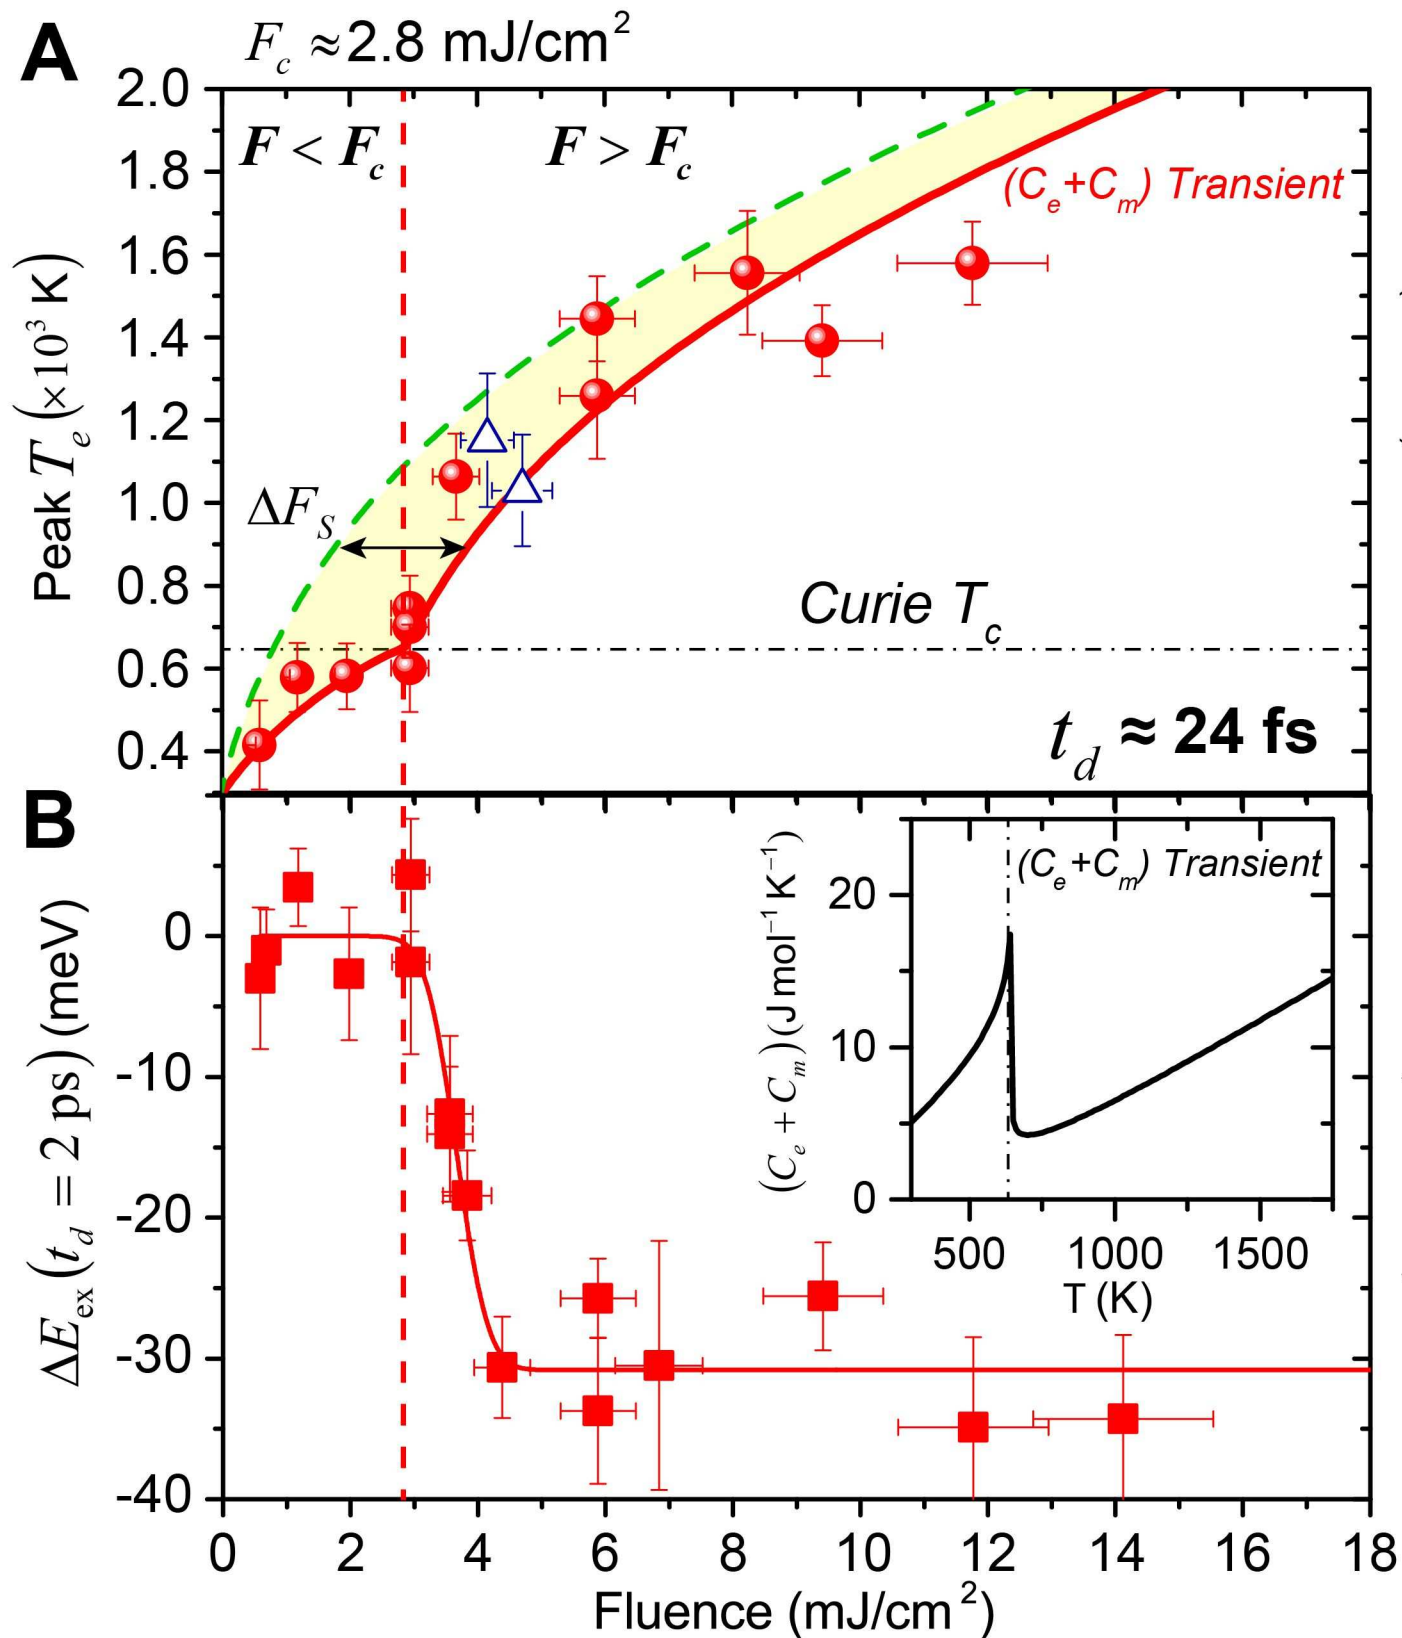 A
F_c ≈ 2.8 mJ/cm²
2.0
1.8
1.6
1.4
1.2
1.0
0.8
0.6
0.4
Peak T_e (×10³ K)
F < F_c
F > F_c
(C_e+C_m) Transient
ΔF_S
Curie T_c
t_d ≈ 24 fs
B
0
-10
-20
-30
-40
ΔE_ex (t_d = 2 ps) (meV)
(C_e+C_m) Transient
20
10
0
(C_e + C_m) (J mol⁻¹ K⁻¹)
500 1000 1500
T (K)
0 2 4 6 8 10 12 14 16 18
Fluence (mJ/cm²)